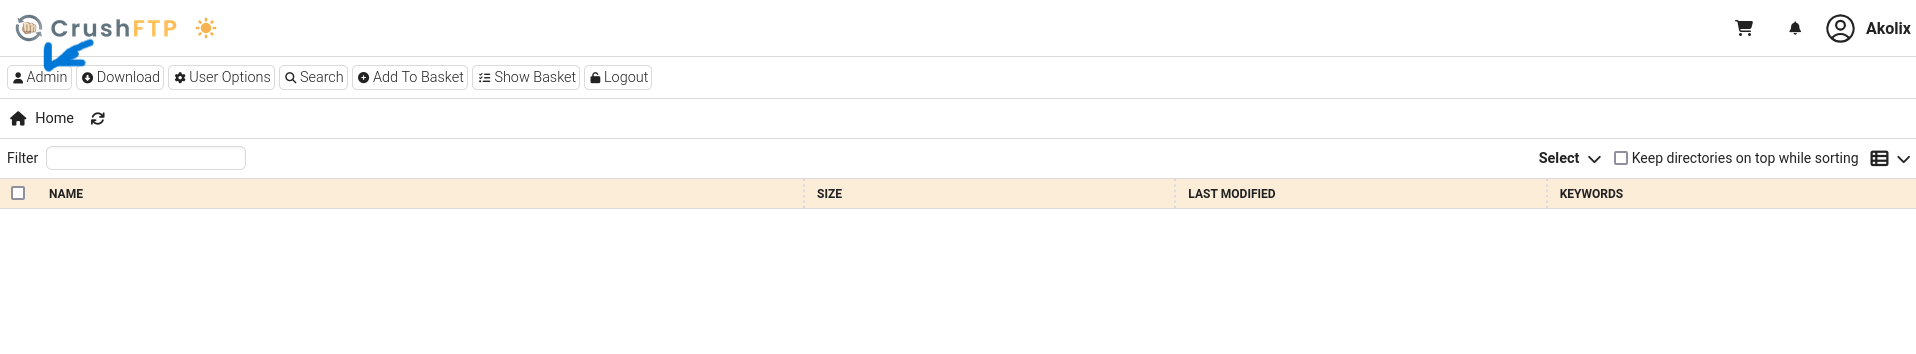 CrushFTP
Akolix
Admin Download User Options Search Add To Basket Show Basket Logout
Home
Filter Select Keep directories on top while sorting
NAME SIZE LAST MODIFIED KEYWORDS